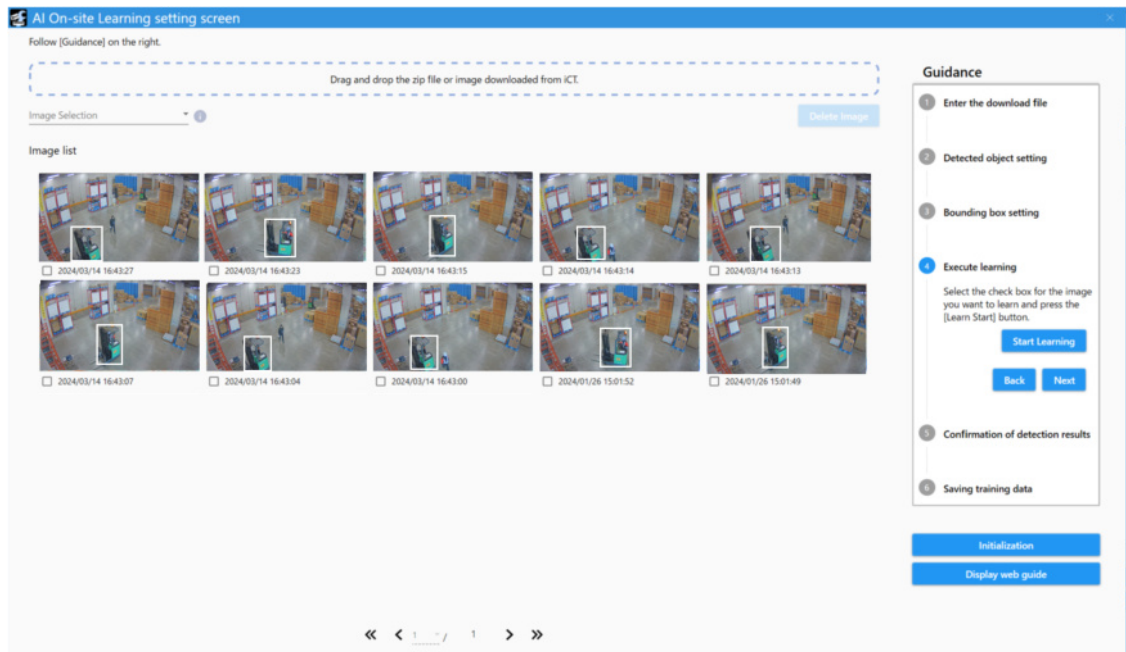 AI On-site Learning setting screen
Follow [Guidance] on the right.
Drag and drop the zip file or image downloaded from iCT.
Image Selection
Delete Image
Image list
2024/03/14 16:43:27
2024/03/14 16:43:23
2024/03/14 16:43:15
2024/03/14 16:43:14
2024/03/14 16:43:13
2024/03/14 16:43:07
2024/03/14 16:43:04
2024/03/14 16:43:00
2024/01/26 15:01:52
2024/01/26 15:01:49
1 / 1
Guidance
1 Enter the download file
2 Detected object setting
3 Bounding box setting
4 Execute learning
Select the check box for the image
you want to learn and press the
[Learn Start] button.
Start Learning
Back Next
5 Confirmation of detection results
6 Saving training data
Initialization
Display web guide